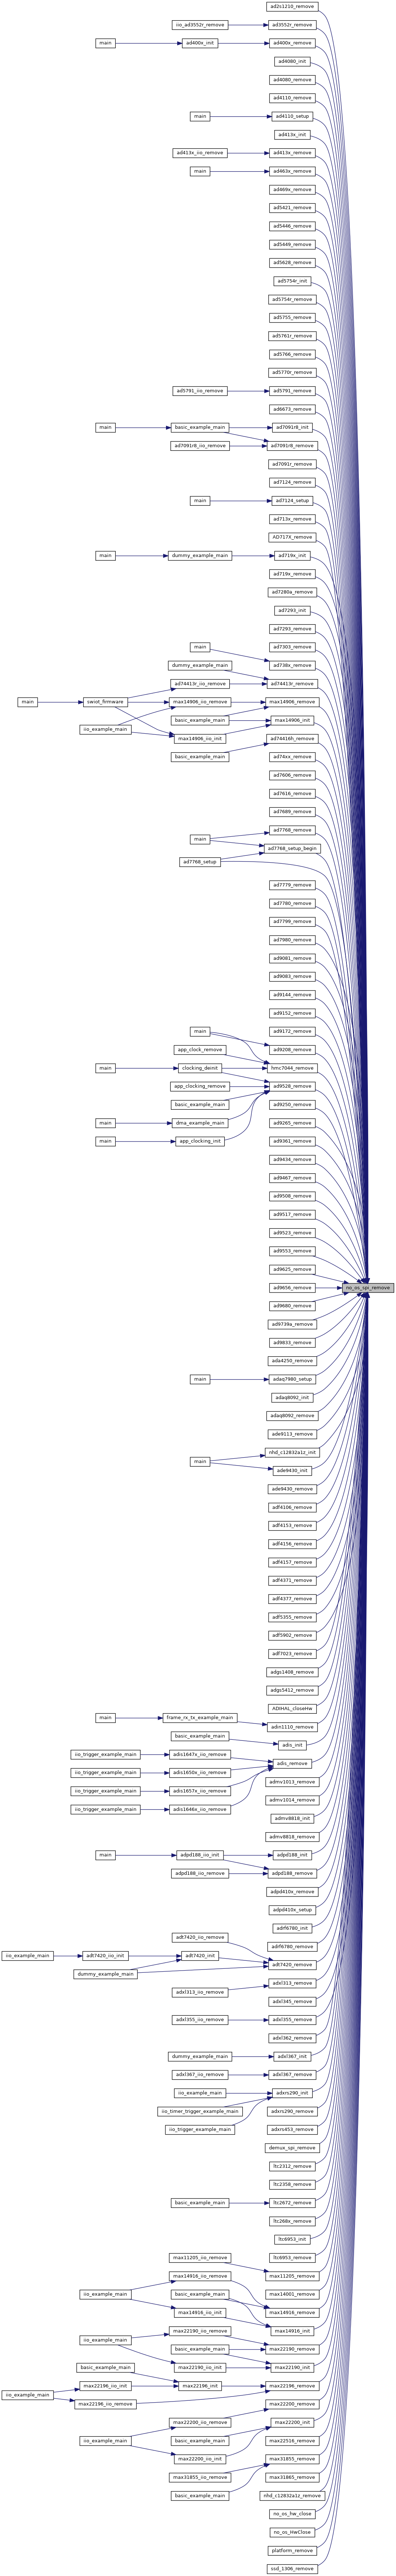 ad2s1210_remove
iio_ad3552r_remove ad3552r_remove
main ad400x_init ad400x_remove
ad4080_init
ad4080_remove
ad4110_remove
main ad4110_setup
ad413x_init
ad413x_iio_remove ad413x_remove
main ad463x_remove
ad469x_remove
ad5421_remove
ad5446_remove
ad5449_remove
ad5628_remove
ad5754r_init
ad5754r_remove
ad5755_remove
ad5761r_remove
ad5766_remove
ad5770r_remove
ad5791_iio_remove ad5791_remove
ad6673_remove
main basic_example_main ad7091r8_init
ad7091r8_iio_remove ad7091r8_remove
ad7091r_remove
ad7124_remove
main ad7124_setup
ad713x_remove
AD717X_remove
main dummy_example_main ad719x_init
ad719x_remove
ad7280a_remove
ad7293_init
ad7293_remove
main ad7303_remove
dummy_example_main ad738x_remove
ad74413r_iio_remove ad74413r_remove
main swiot_firmware max14906_iio_remove max14906_remove
basic_example_main max14906_init
iio_example_main max14906_iio_init ad74416h_remove
basic_example_main ad74xx_remove
ad7606_remove
ad7616_remove
ad7689_remove
ad7768_remove
main ad7768_setup_begin
ad7768_setup
ad7779_remove
ad7780_remove
ad7799_remove
ad7980_remove
ad9081_remove
ad9083_remove
ad9144_remove
ad9152_remove
main ad9172_remove
app_clock_remove ad9208_remove
main clocking_deinit hmc7044_remove
app_clocking_remove ad9528_remove
basic_example_main ad9250_remove
main dma_example_main ad9265_remove
main app_clocking_init ad9361_remove
ad9434_remove
ad9467_remove
ad9508_remove
ad9517_remove
ad9523_remove
ad9553_remove
ad9625_remove
ad9656_remove no_os_spi_remove
ad9680_remove
ad9739a_remove
ad9833_remove
ada4250_remove
main adaq7980_setup
adaq8092_init
adaq8092_remove
ade9113_remove
nhd_c12832a1z_init
main ade9430_init
ade9430_remove
adf4106_remove
adf4153_remove
adf4156_remove
adf4157_remove
adf4371_remove
adf4377_remove
adf5355_remove
adf5902_remove
adf7023_remove
adgs1408_remove
adgs5412_remove
ADIHAL_closeHw
main frame_rx_tx_example_main adin1110_remove
basic_example_main adis_init
iio_trigger_example_main adis1647x_iio_remove adis_remove
iio_trigger_example_main adis1650x_iio_remove admv1013_remove
iio_trigger_example_main adis1657x_iio_remove admv1014_remove
iio_trigger_example_main adis1646x_iio_remove admv8818_init
admv8818_remove
main adpd188_iio_init adpd188_init
adpd188_iio_remove adpd188_remove
adpd410x_remove
adpd410x_setup
adrf6780_init
adt7420_iio_remove adrf6780_remove
iio_example_main adt7420_iio_init adt7420_init adt7420_remove
dummy_example_main
adxl313_iio_remove adxl313_remove
adxl345_remove
adxl355_iio_remove adxl355_remove
adxl362_remove
dummy_example_main adxl367_init
adxl367_iio_remove adxl367_remove
iio_example_main adxrs290_init
iio_timer_trigger_example_main adxrs290_remove
iio_trigger_example_main adxrs453_remove
demux_spi_remove
ltc2312_remove
ltc2358_remove
basic_example_main ltc2672_remove
ltc268x_remove
ltc6953_init
max11205_iio_remove ltc6953_remove
max14916_iio_remove max11205_remove
iio_example_main basic_example_main max14001_remove
max14916_iio_init max14916_remove
max22190_iio_remove max14916_init
iio_example_main basic_example_main max22190_remove
basic_example_main max22190_iio_init max22190_init
max22196_iio_init max22196_init max22196_remove
iio_example_main max22196_iio_remove max22200_remove
max22200_iio_remove max22200_init
iio_example_main basic_example_main max22516_remove
max22200_iio_init max31855_remove
max31855_iio_remove max31865_remove
basic_example_main nhd_c12832a1z_remove
no_os_hw_close
no_os_HwClose
platform_remove
ssd_1306_remove